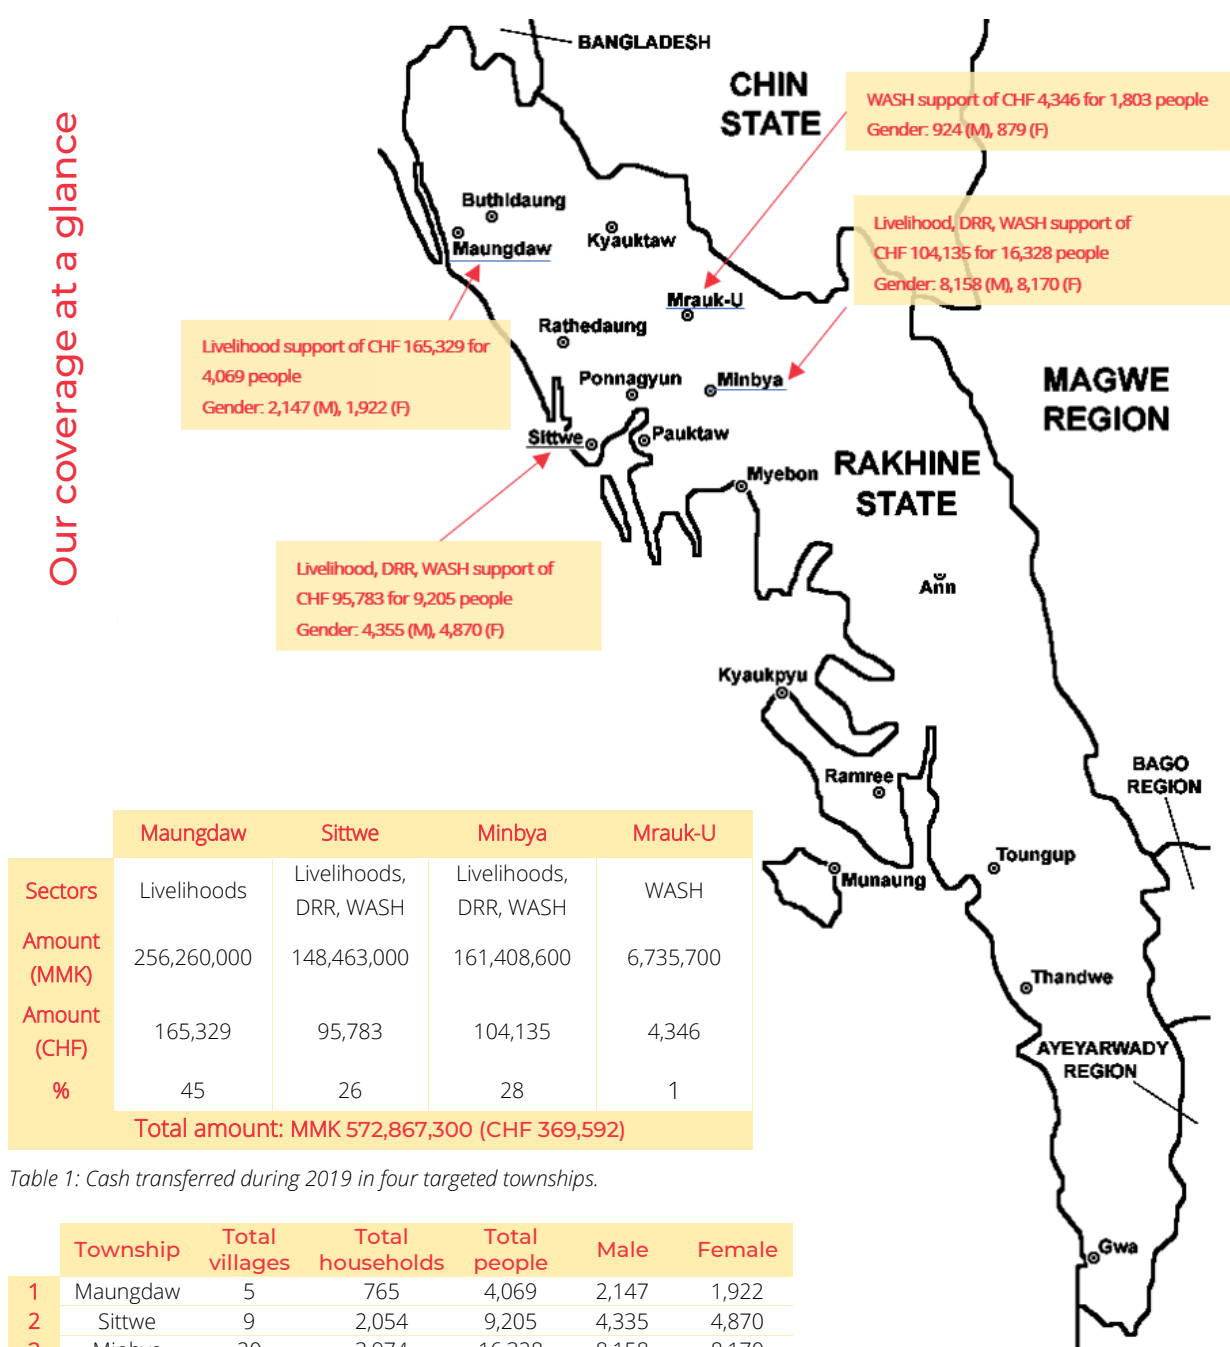 Our coverage at a glance
BANGLADESH
CHIN
STATE
WASH support of CHF 4,346 for 1,803 people
Gender: 924 (M), 879 (F)
Buthidaung
Maungdaw
Kyauktaw
Livelihood, DRR, WASH support of
CHF 104,135 for 16,328 people
Gender: 8,158 (M), 8,170 (F)
Mrauk-U
Rathedaung
Livelihood support of CHF 165,329 for
4,069 people
Gender: 2,147 (M), 1,922 (F)
Ponnagyun
Minbya
MAGWE
REGION
Sittwe
Pauktaw
Myebon
RAKHINE
STATE
Livelihood, DRR, WASH support of
CHF 95,783 for 9,205 people
Gender: 4,355 (M), 4,870 (F)
Ann
Kyaukpyu
Ramree
BAGO
REGION
Toungup
Munaung
Thandwe
AYEYARWADY
REGION
Gwa
Maungdaw Sittwe Minbya Mrauk-U
Sectors Livelihoods Livelihoods, DRR, WASH Livelihoods, DRR, WASH WASH
Amount (MMK) 256,260,000 148,463,000 161,408,600 6,735,700
Amount (CHF) 165,329 95,783 104,135 4,346
% 45 26 28 1
Total amount: MMK 572,867,300 (CHF 369,592)
Table 1: Cash transferred during 2019 in four targeted townships.
Township Total villages Total households Total people Male Female
1 Maungdaw 5 765 4,069 2,147 1,922
2 Sittwe 9 2,054 9,205 4,335 4,870